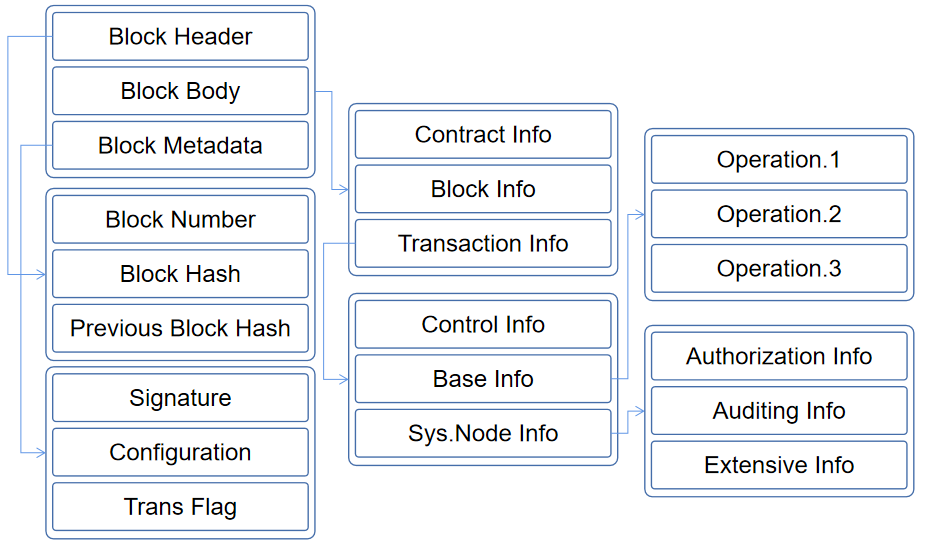 Block Header
Block Body
Block Metadata
Block Number
Block Hash
Previous Block Hash
Signature
Configuration
Trans Flag
Contract Info
Block Info
Transaction Info
Control Info
Base Info
Sys.Node Info
Operation.1
Operation.2
Operation.3
Authorization Info
Auditing Info
Extensive Info